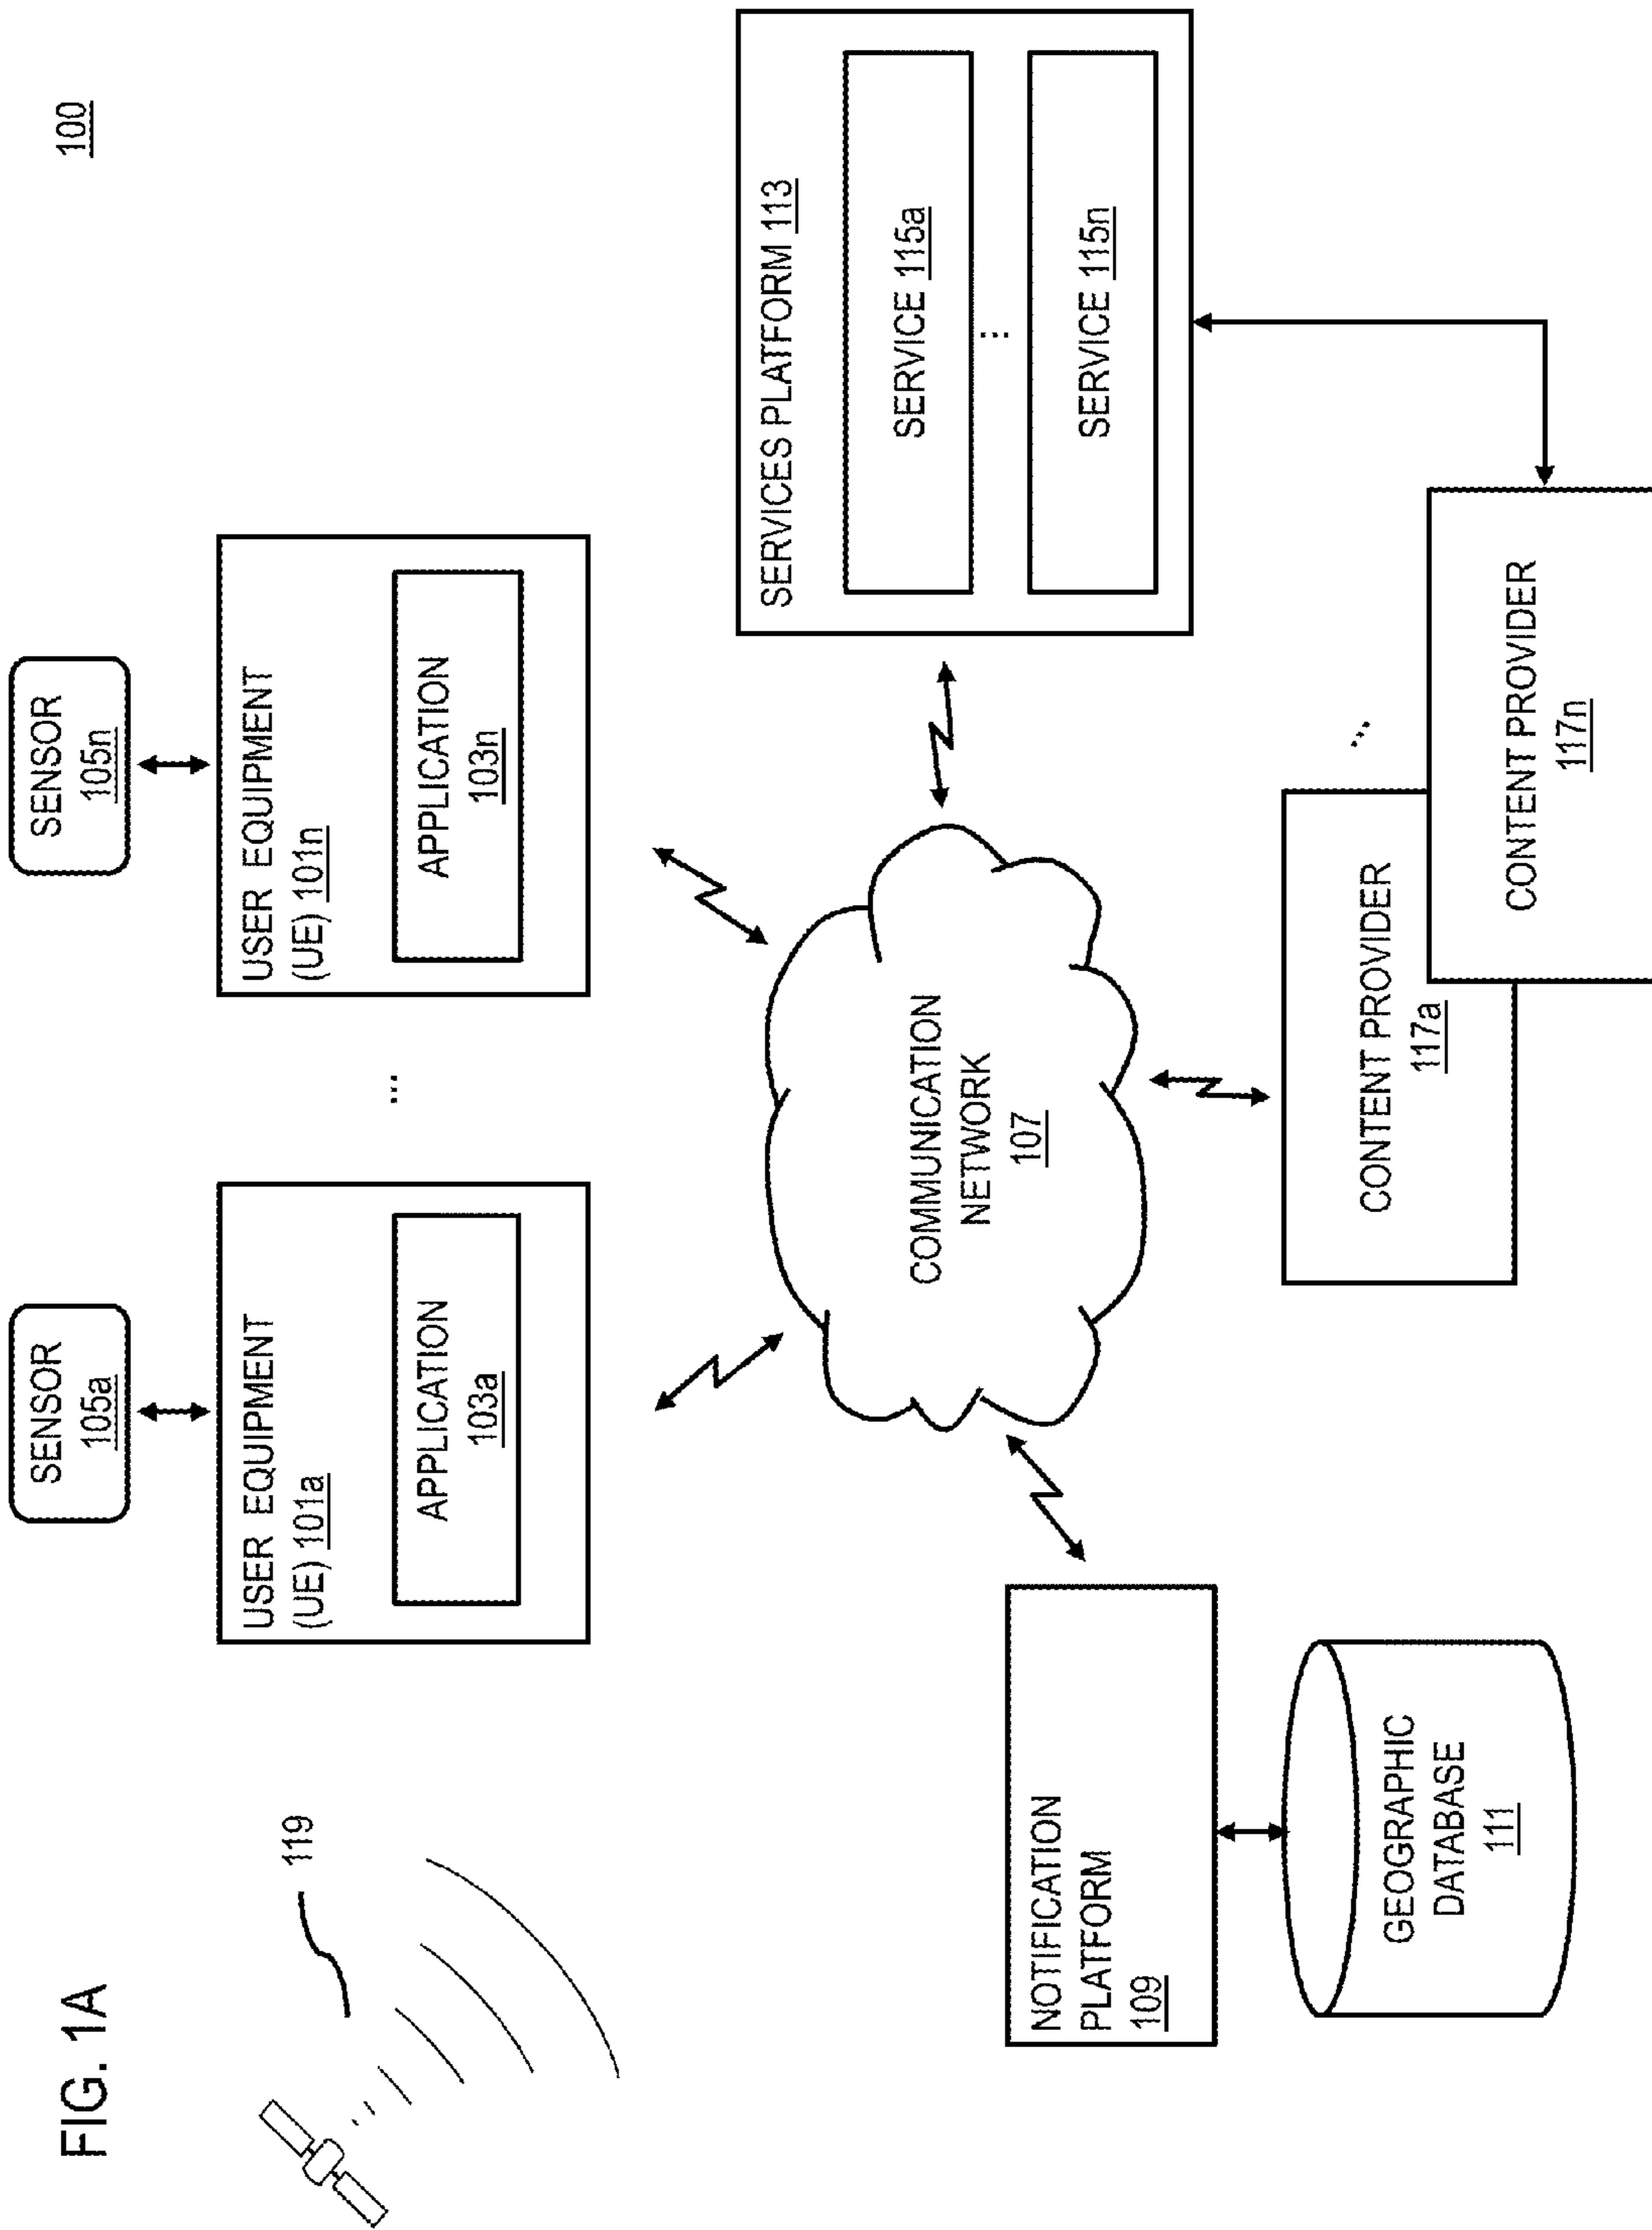 FIG. 1A
100
119
SENSOR
105a
SENSOR
105n
USER EQUIPMENT
(UE) 101a
APPLICATION
103a
...
USER EQUIPMENT
(UE) 101n
APPLICATION
103n
COMMUNICATION
NETWORK
107
SERVICES PLATFORM 113
SERVICE 115a
...
SERVICE 115n
NOTIFICATION
PLATFORM
109
GEOGRAPHIC
DATABASE
111
CONTENT PROVIDER
117a
...
CONTENT PROVIDER
117n